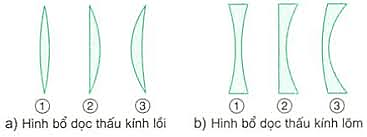 ① ② ③
a) Hình bổ dọc thấu kính lồi
① ② ③
b) Hình bổ dọc thấu kính lõm